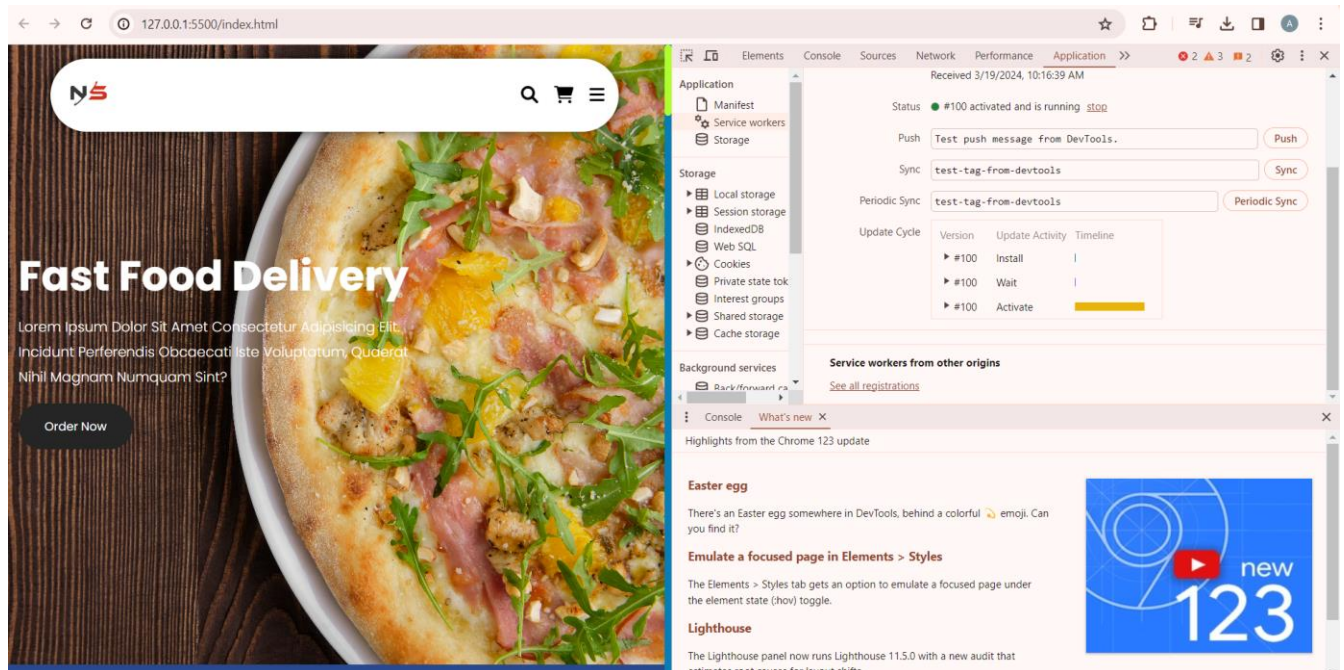 127.0.0.1:5500/index.html
A
NS
Fast Food Delivery
Lorem Ipsum Dolor Sit Amet Consectetur Adipisicing Elit.
Incidunt Perferendis Obcaecati Iste Voluptatum, Quaerat
Nihil Magnam Numquam Sint?
Order Now
Elements Console Sources Network Performance Application
2 3 2
Application
Manifest
Service workers
Storage
Storage
Local storage
Session storage
IndexedDB
Web SQL
Cookies
Private state tok
Interest groups
Shared storage
Cache storage
Background services
Back/forward ca
Received 3/19/2024, 10:16:39 AM
Status #100 activated and is running stop
Push Test push message from DevTools. Push
Sync test-tag-from-devtools Sync
Periodic Sync test-tag-from-devtools Periodic Sync
Update Cycle Version Update Activity Timeline
#100 Install
#100 Wait
#100 Activate
Service workers from other origins
See all registrations
Console What's new
Highlights from the Chrome 123 update
Easter egg
There's an Easter egg somewhere in DevTools, behind a colorful 💫 emoji. Can
you find it?
Emulate a focused page in Elements > Styles
The Elements > Styles tab gets an option to emulate a focused page under
the element state (:hov) toggle.
Lighthouse
The Lighthouse panel now runs Lighthouse 11.5.0 with a new audit that
new
123